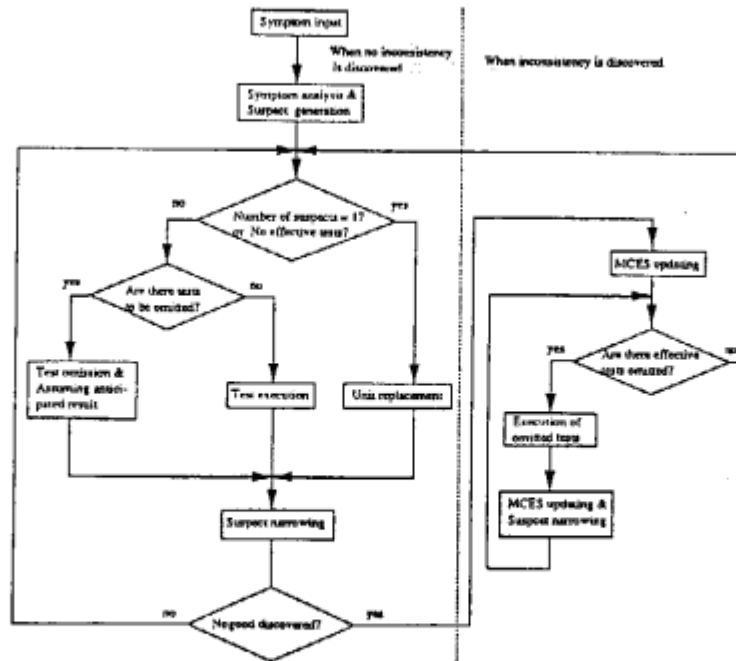 Symptom input
When no inconsistency
is discovered
When inconsistency is discovered
Symptom analysis &
Suspect generation
no
Number of suspects = 1?
or No effective tests?
yes
MCES updating
yes
Are there tests
to be omitted?
no
yes
Are there effective
tests omitted?
no
Test omission &
Assuming antici-
pated result
Test execution
Unit replacement
Execution of
omitted tests
MCES updating &
Suspect narrowing
Suspect narrowing
no
Nogood discovered?
yes